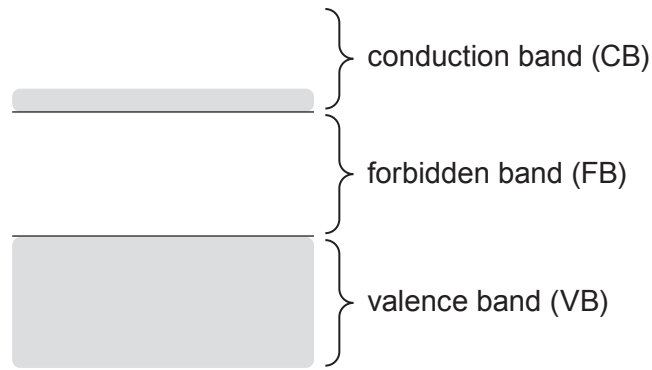 conduction band (CB)
forbidden band (FB)
valence band (VB)